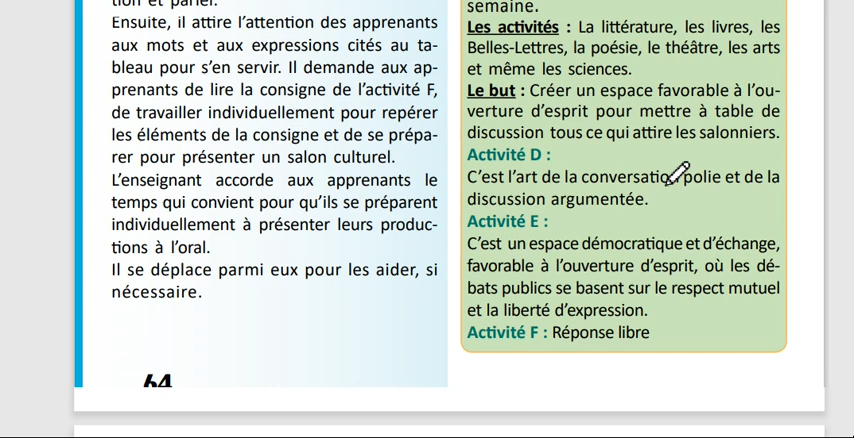 tion et parler.
Ensuite, il attire l'attention des apprenants
aux mots et aux expressions cités au ta-
bleau pour s'en servir. Il demande aux ap-
prenants de lire la consigne de l'activité F,
de travailler individuellement pour repérer
les éléments de la consigne et de se prépa-
rer pour présenter un salon culturel.
L'enseignant accorde aux apprenants le
temps qui convient pour qu'ils se préparent
individuellement à présenter leurs produc-
tions à l'oral.
Il se déplace parmi eux pour les aider, si
nécessaire.
64
semaine.
Les activités : La littérature, les livres, les
Belles-Lettres, la poésie, le théâtre, les arts
et même les sciences.
Le but : Créer un espace favorable à l'ou-
verture d'esprit pour mettre à table de
discussion tous ce qui attire les salonniers.
Activité D :
C'est l'art de la conversation polie et de la
discussion argumentée.
Activité E :
C'est un espace démocratique et d'échange,
favorable à l'ouverture d'esprit, où les dé-
bats publics se basent sur le respect mutuel
et la liberté d'expression.
Activité F : Réponse libre